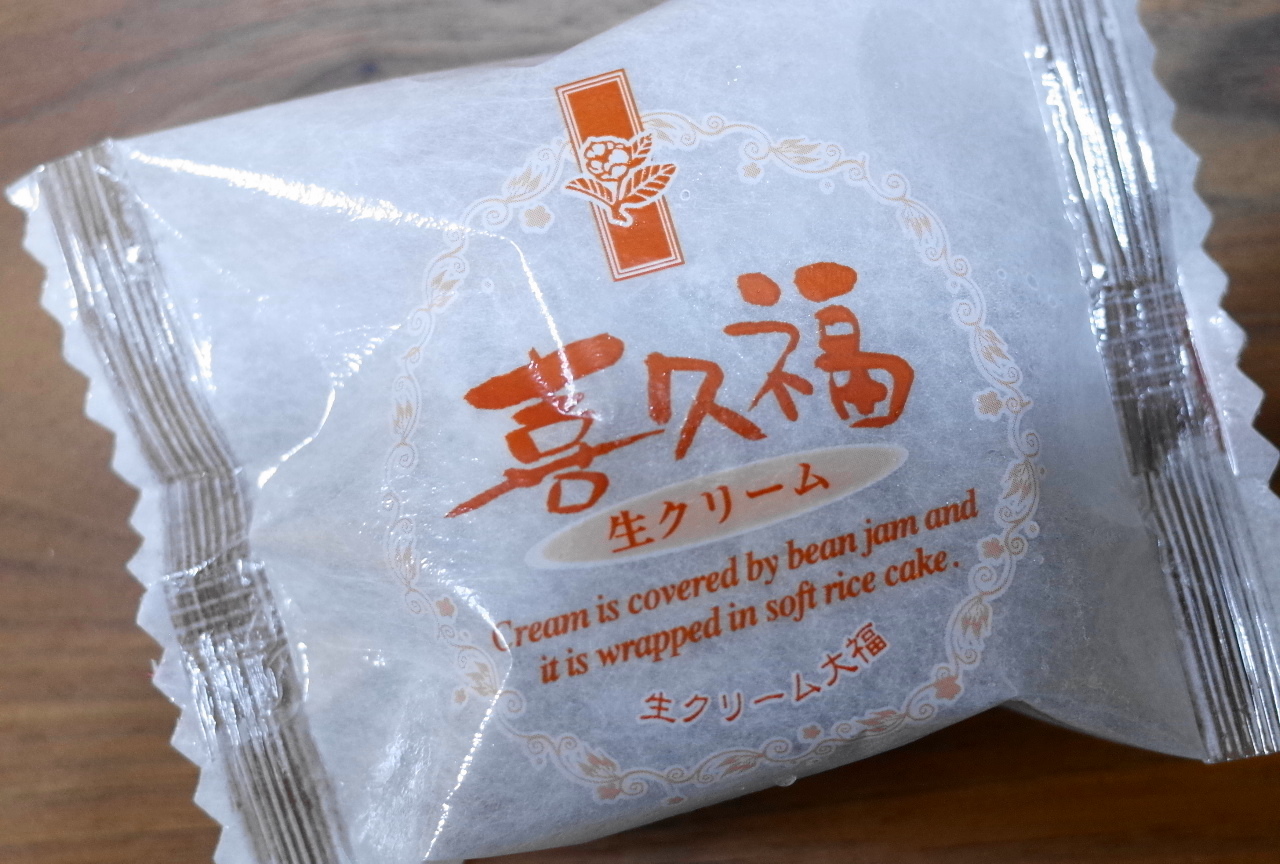 喜久福
生クリーム
Cream is covered by bean jam and
it is wrapped in soft rice cake.
生クリーム大福